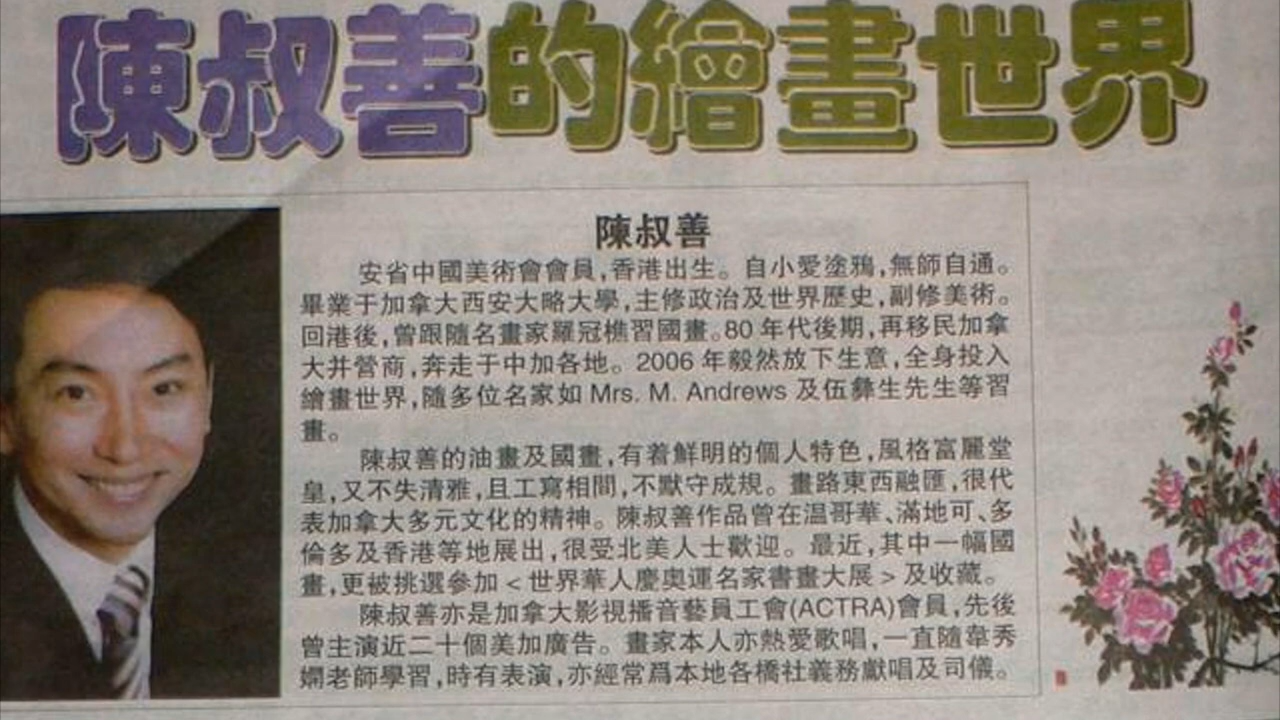 陳叔善的繪畫世界
陳叔善
安省中國美術會會員,香港出生。自小愛塗鴉,無師自通。
畢業于加拿大西安大略大學,主修政治及世界歷史,副修美術。
回港後,曾跟隨名畫家羅冠樵習國畫。80年代後期,再移民加拿
大并營商,奔走于中加各地。2006年毅然放下生意,全身投入
繪畫世界,隨多位名家如 Mrs. M. Andrews 及伍彝生先生等習
畫。
陳叔善的油畫及國畫,有着鮮明的個人特色,風格富麗堂
皇,又不失清雅,且工寫相間,不默守成規。畫路東西融匯,很代
表加拿大多元文化的精神。陳叔善作品曾在温哥華、滿地可、多
倫多及香港等地展出,很受北美人士歡迎。最近,其中一幅國
畫,更被挑選參加<世界華人慶奧運名家書畫大展>及收藏。
陳叔善亦是加拿大影視播音藝員工會(ACTRA)會員,先後
曾主演近二十個美加廣告。畫家本人亦熱愛歌唱,一直隨韋秀
嫻老師學習,時有表演,亦經常爲本地各橋社義務獻唱及司儀。